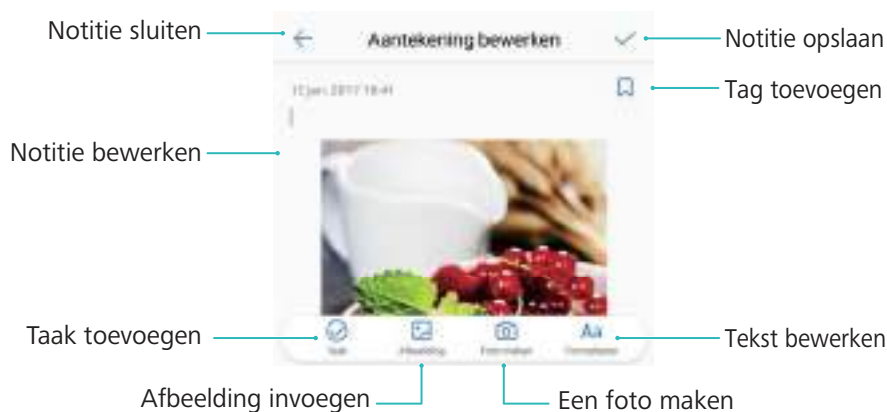 Notitie sluiten
Aantekening bewerken
Notitie opslaan
Tag toevoegen
Notitie bewerken
Taak toevoegen
Aa
Tekst bewerken
Afbeelding invoegen
Een foto maken